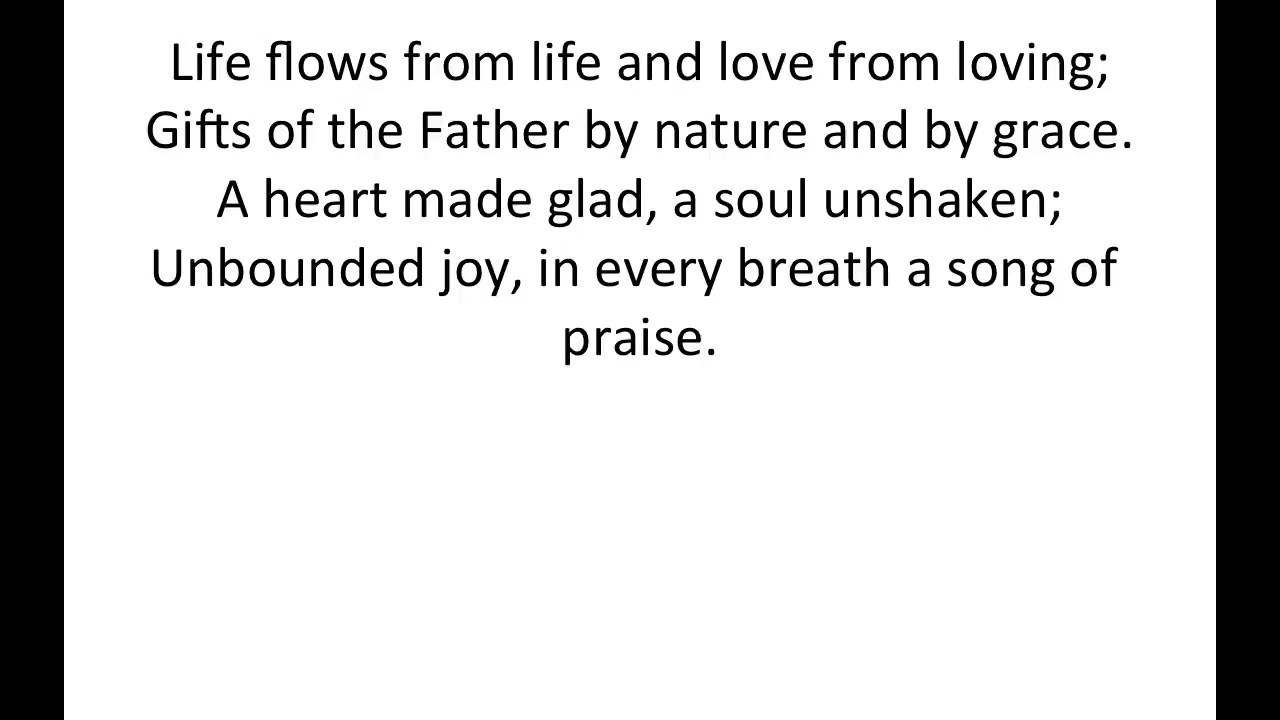 Life flows from life and love from loving;
Gifts of the Father by nature and by grace.
A heart made glad, a soul unshaken;
Unbounded joy, in every breath a song of
praise.